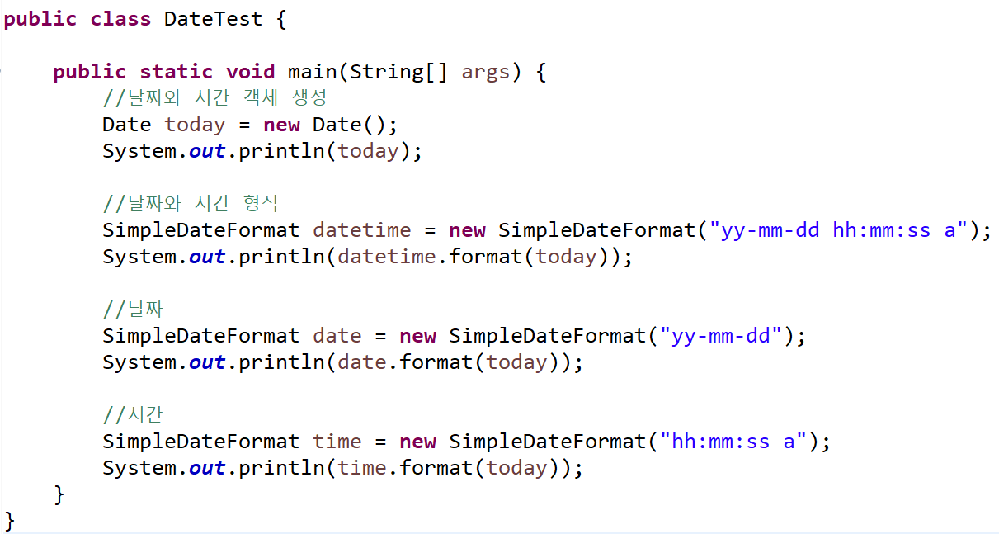 public class DateTest {
public static void main(String[] args) {
//날짜와 시간 객체 생성
Date today = new Date();
System.out.println(today);
//날짜와 시간 형식
SimpleDateFormat datetime = new SimpleDateFormat("yy-mm-dd hh:mm:ss a");
System.out.println(datetime.format(today));
//날짜
SimpleDateFormat date = new SimpleDateFormat("yy-mm-dd");
System.out.println(date.format(today));
//시간
SimpleDateFormat time = new SimpleDateFormat("hh:mm:ss a");
System.out.println(time.format(today));
}
}